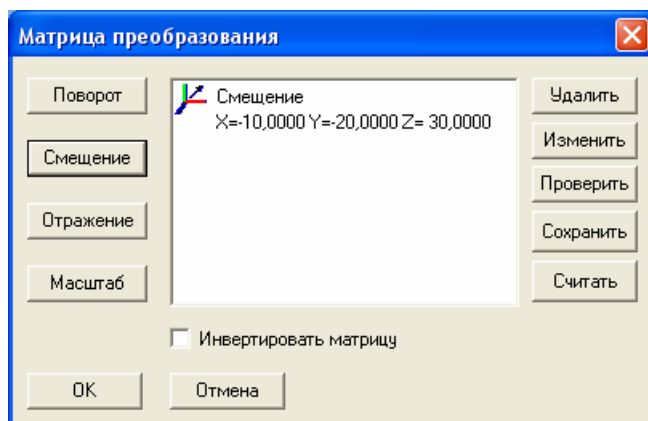 Матрица преобразования
Поворот
Смещение
Отражение
Масштаб
Смещение
X=-10,0000 Y=-20,0000 Z= 30,0000
Удалить
Изменить
Проверить
Сохранить
Считать
Инвертировать матрицу
OK
Отмена